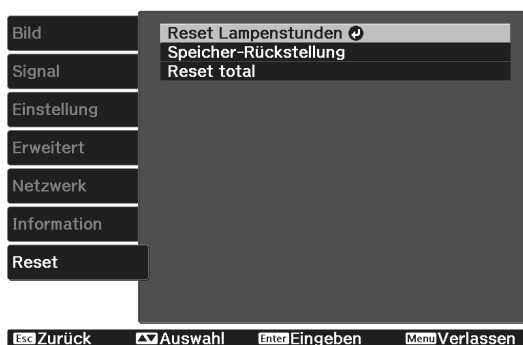 Bild
Signal
Einstellung
Erweitert
Netzwerk
Information
Reset
Reset Lampenstunden
Speicher-Rückstellung
Reset total
Esc Zurück Auswahl Enter Eingeben Menu Verlassen